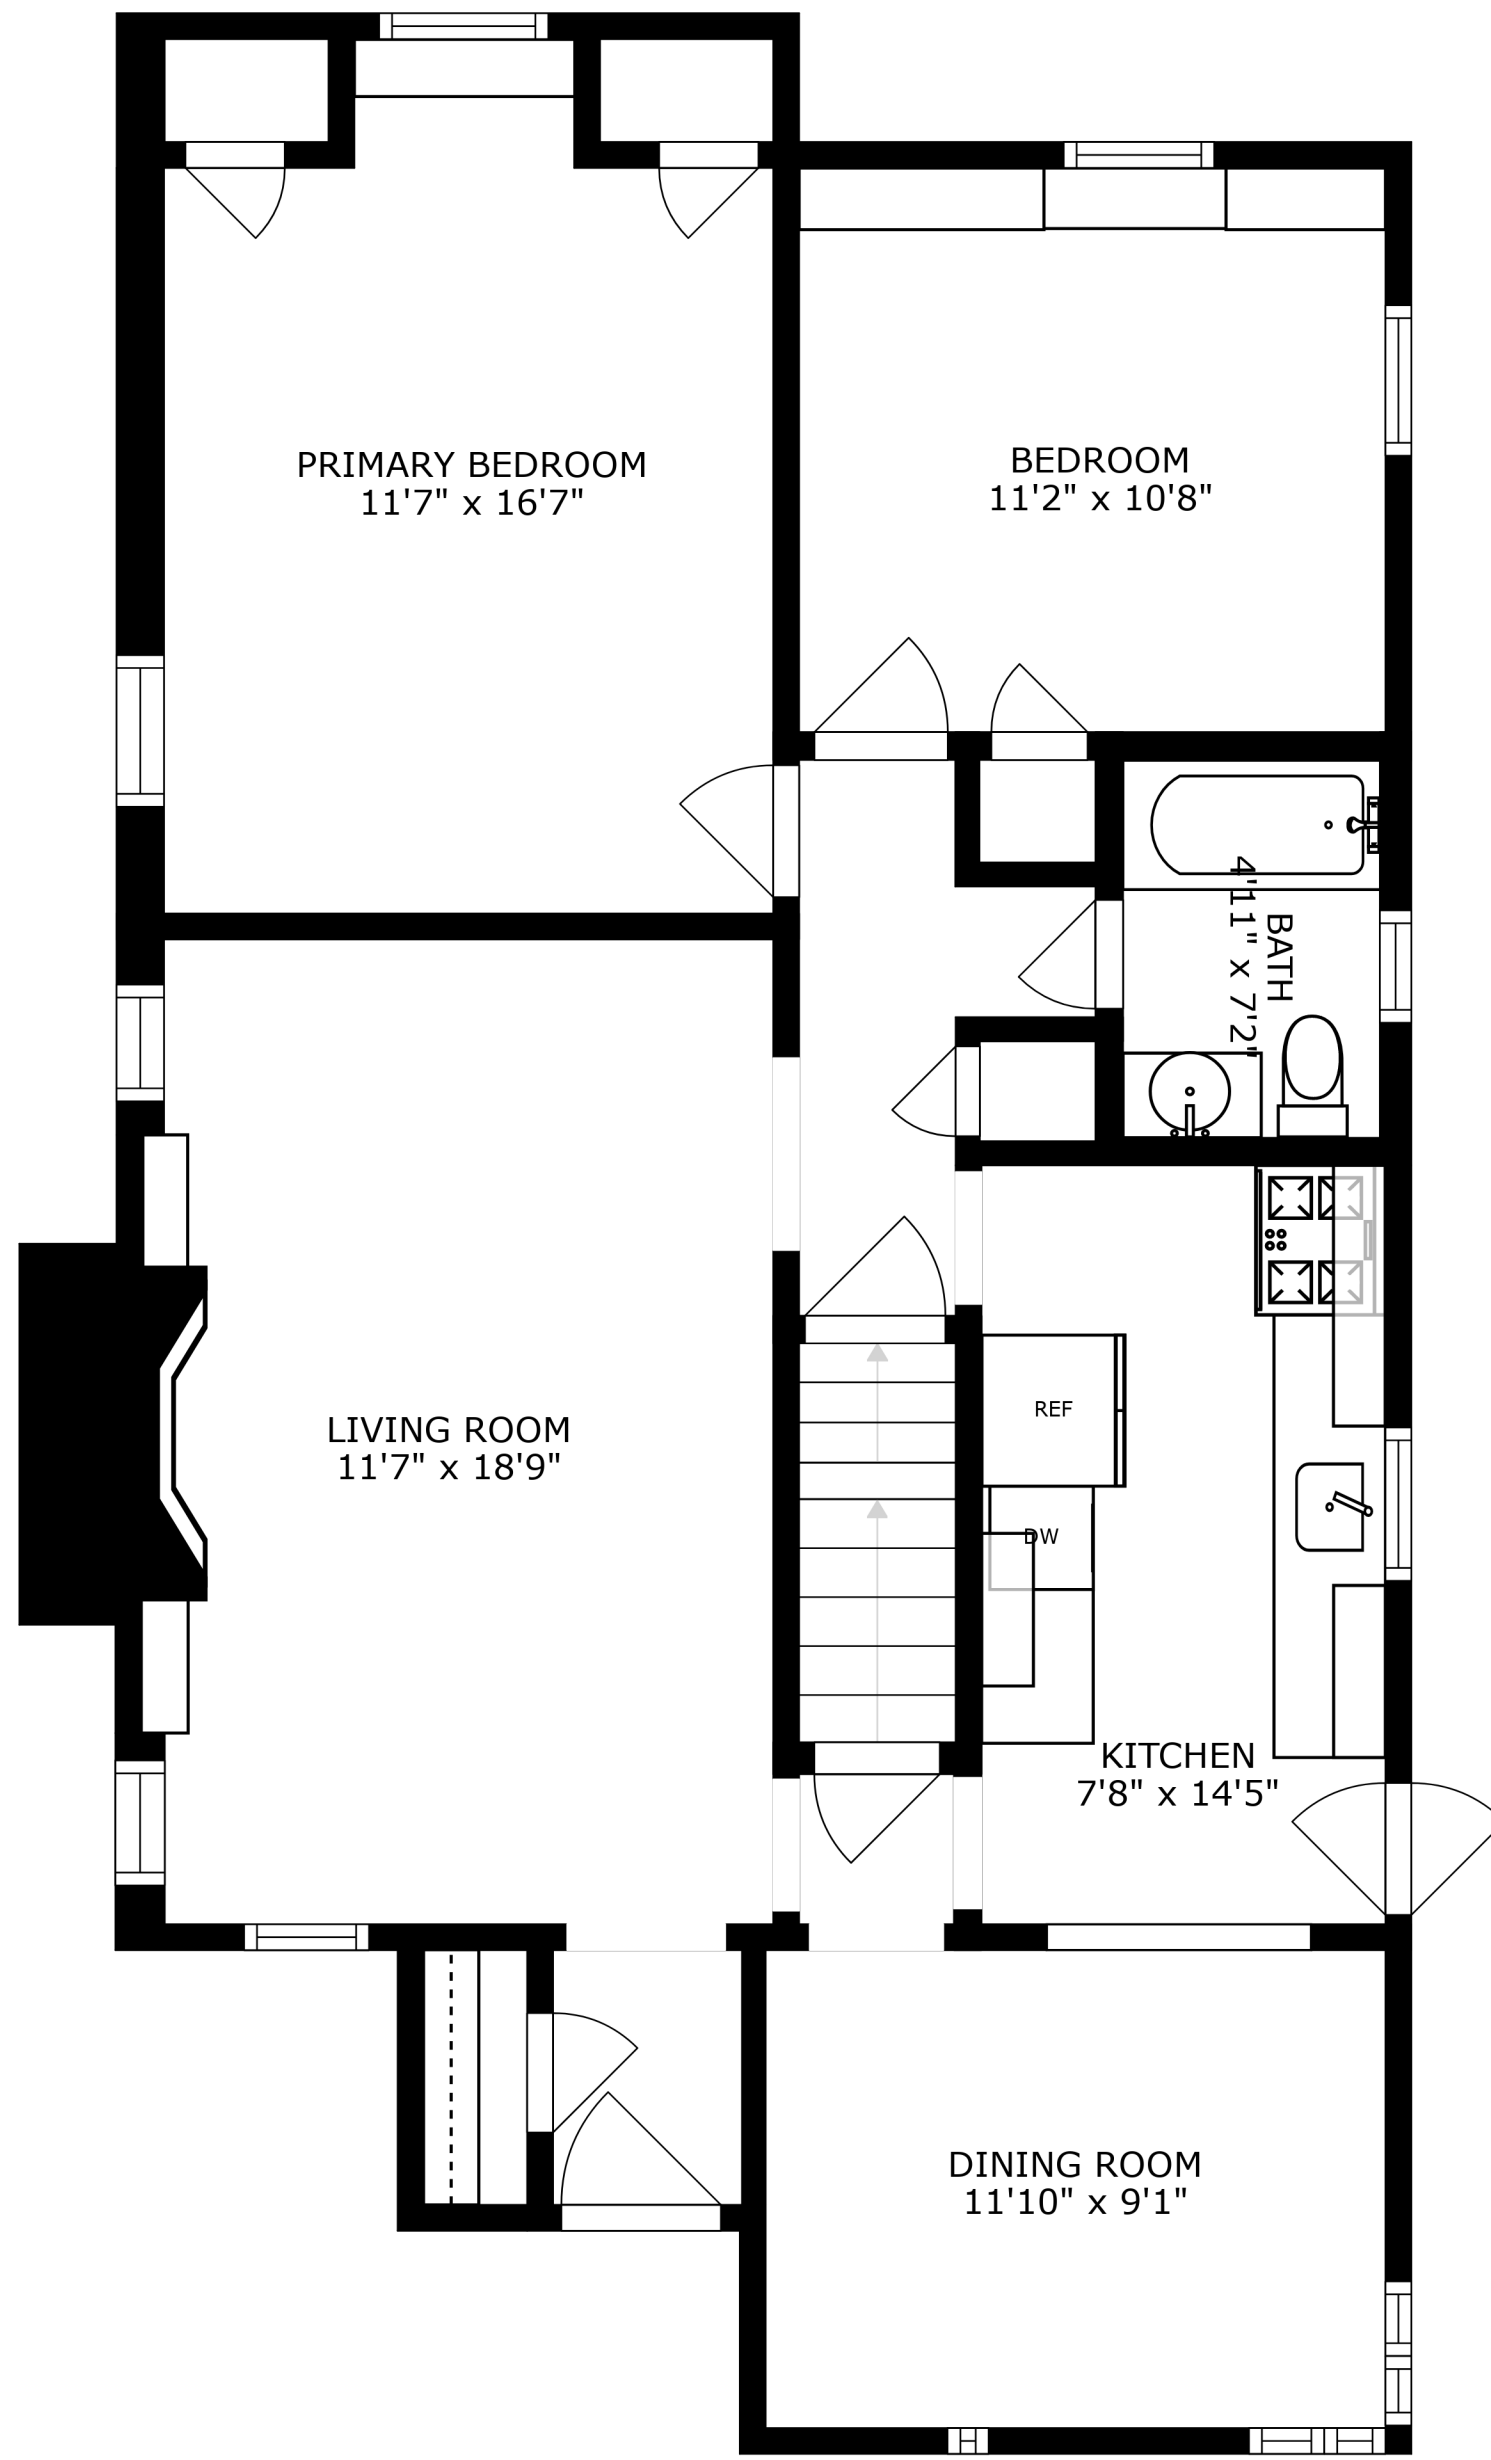 PRIMARY BEDROOM
11'7" x 16'7"
BEDROOM
11'2" x 10'8"
BATH
4'11" x 7'2"
LIVING ROOM
11'7" x 18'9"
REF
DW
KITCHEN
7'8" x 14'5"
DINING ROOM
11'10" x 9'1"